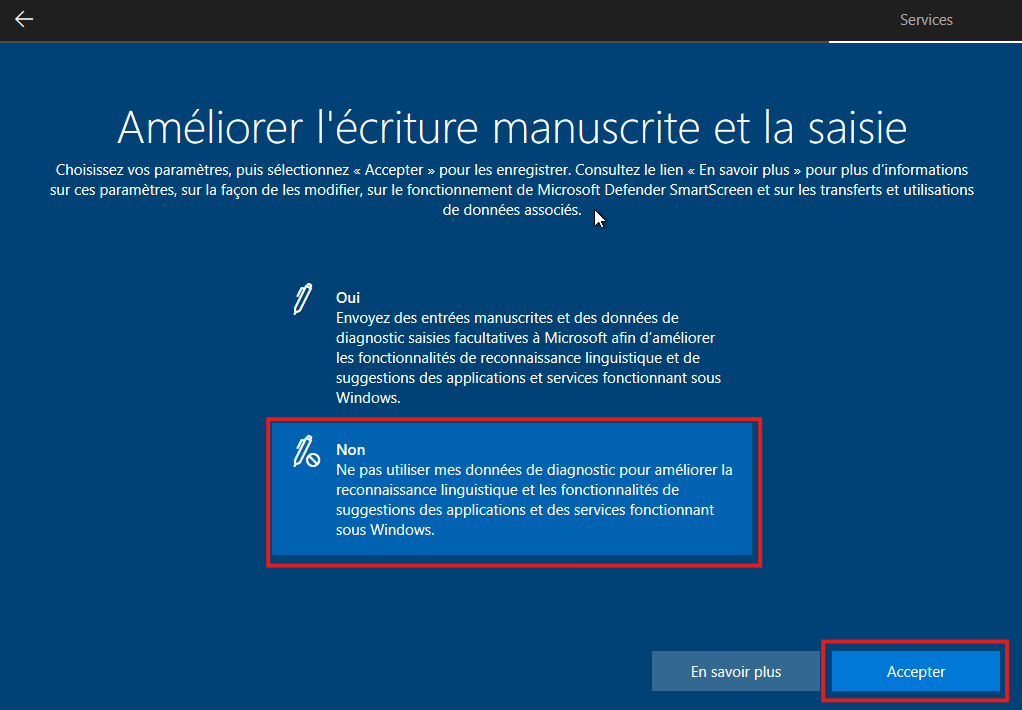 Services
Améliorer l'écriture manuscrite et la saisie
Choisissez vos paramètres, puis sélectionnez « Accepter » pour les enregistrer. Consultez le lien « En savoir plus » pour plus d’informations
sur ces paramètres, sur la façon de les modifier, sur le fonctionnement de Microsoft Defender SmartScreen et sur les transferts et utilisations
de données associés.
Oui
Envoyez des entrées manuscrites et des données de
diagnostic saisies facultatives à Microsoft afin d’améliorer
les fonctionnalités de reconnaissance linguistique et de
suggestions des applications et services fonctionnant sous
Windows.
Non
Ne pas utiliser mes données de diagnostic pour améliorer la
reconnaissance linguistique et les fonctionnalités de
suggestions des applications et des services fonctionnant
sous Windows.
En savoir plus
Accepter